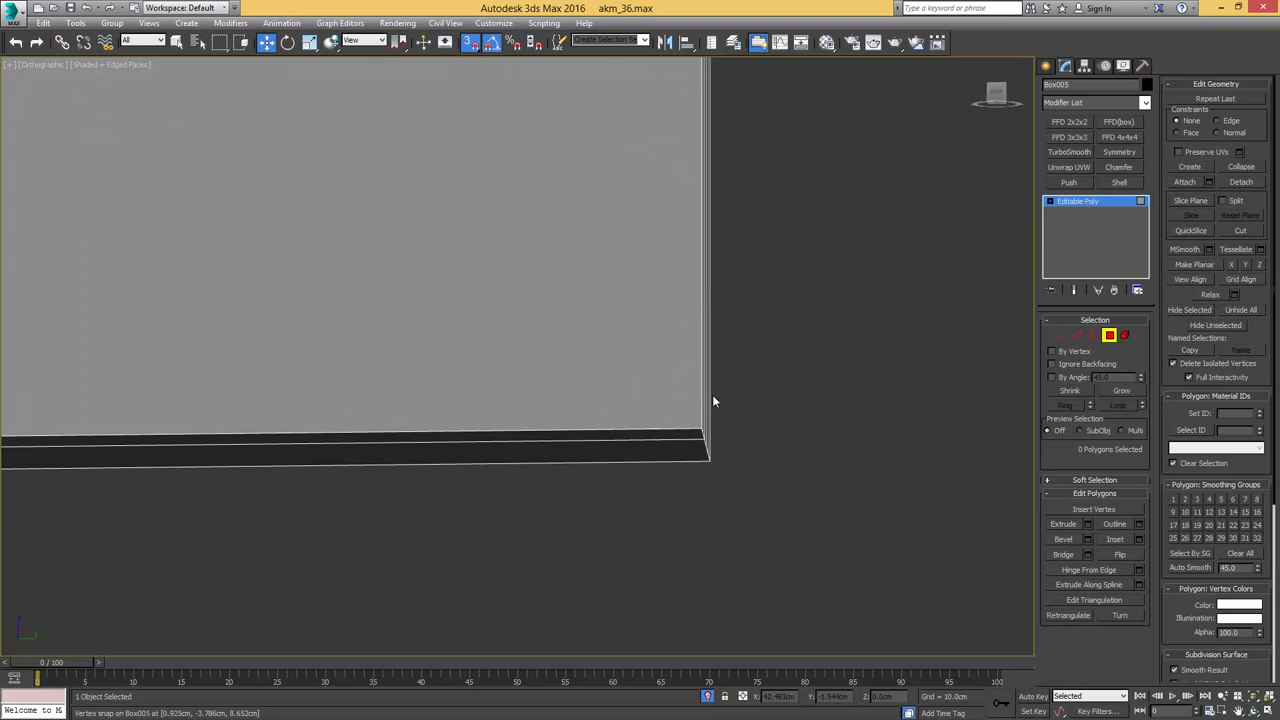 Workspace: Default
Autodesk 3ds Max 2016    akm_36.max
Type a keyword or phrase
Sign In
MAX
Edit Tools Group Views Create Modifiers Animation Graph Editors Rendering Civil View Customize Scripting Help
All
View
[+] [Orthographic] [Shaded + Edged Faces]
Box005
Modifier List
FFD 2x2x2 FFD(box)
FFD 3x3x3 FFD 4x4x4
TurboSmooth Symmetry
Unwrap UVW Chamfer
Push Shell
Editable Poly
Selection
By Vertex
Ignore Backfacing
By Angle: 45.0
Shrink Grow
Ring Loop
Preview Selection
Off SubObj Multi
0 Polygons Selected
Soft Selection
Edit Polygons
Insert Vertex
Extrude Outline
Bevel Inset
Bridge Flip
Hinge From Edge
Extrude Along Spline
Edit Triangulation
Retriangulate Turn
Edit Geometry
Repeat Last
Constraints
None Edge
Face Normal
Preserve UVs
Create Collapse
Attach Detach
Slice Plane Split
Slice Reset Plane
QuickSlice Cut
MSmooth Tessellate
Make Planar X Y Z
View Align Grid Align
Relax
Hide Selected Unhide All
Hide Unselected
Named Selections:
Copy Paste
Delete Isolated Vertices
Full Interactivity
Polygon: Material IDs
Set ID:
Select ID
Clear Selection
Polygon: Smoothing Groups
1 2 3 4 5 6 7 8
9 10 11 12 13 14 15 16
17 18 19 20 21 22 23 24
25 26 27 28 29 30 31 32
Select By SG Clear All
Auto Smooth 45.0
Polygon: Vertex Colors
Color:
Illumination:
Alpha: 100.0
Subdivision Surface
Smooth Result
0 / 100
0 5 10 15 20 25 30 35 40 45 50 55 60 65 70 75 80 85 90 95 100
1 Object Selected
X: 42.483cm Y: -1.544cm Z: 0.0cm
Grid = 10.0cm
Auto Key Selected
Welcome to M
Vertex snap on Box005 at [0.925cm, -3.786cm, 8.652cm]
Add Time Tag
Set Key Key Filters... 0